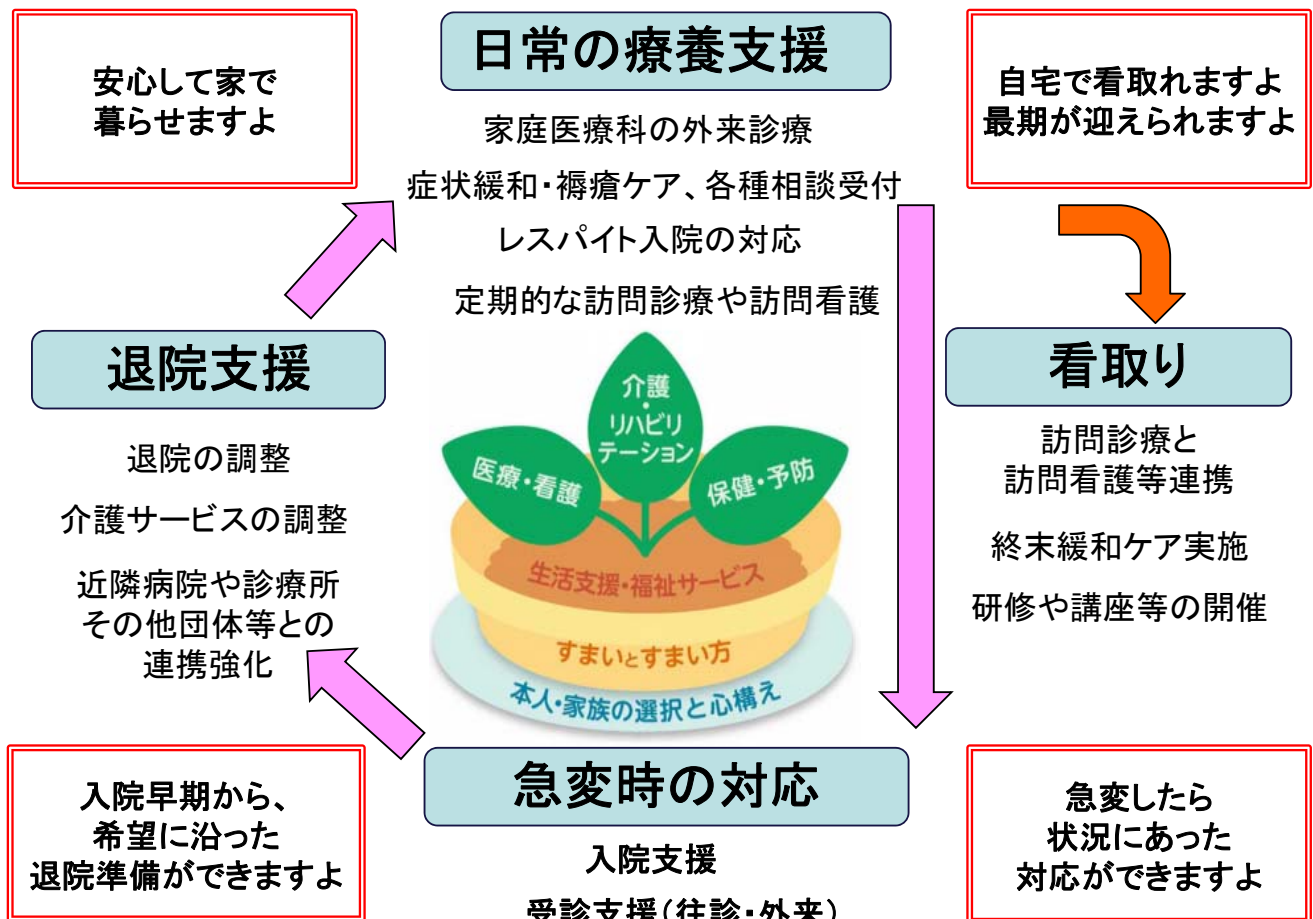 安心して家で
暮らせますよ
日常の療養支援
家庭医療科の外来診療
症状緩和・褥瘡ケア、各種相談受付
レスパイト入院の対応
定期的な訪問診療や訪問看護
自宅で看取れますよ
最期が迎えられますよ
退院支援
退院の調整
介護サービスの調整
近隣病院や診療所
その他団体等との
連携強化
介護
・
リハビリ
テーション
医療・看護
保健・予防
生活支援・福祉サービス
すまいとすまい方
本人・家族の選択と心構え
看取り
訪問診療と
訪問看護等連携
終末緩和ケア実施
研修や講座等の開催
入院早期から、
希望に沿った
退院準備ができますよ
急変時の対応
入院支援
受診支援（往診・外来）
急変したら
状況にあった
対応ができますよ